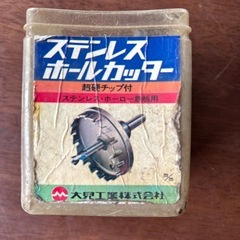 ステンレス
ホールカッター
超硬チップ付
ステンレス・ホーロー・鉄板用
大見工業株式会社